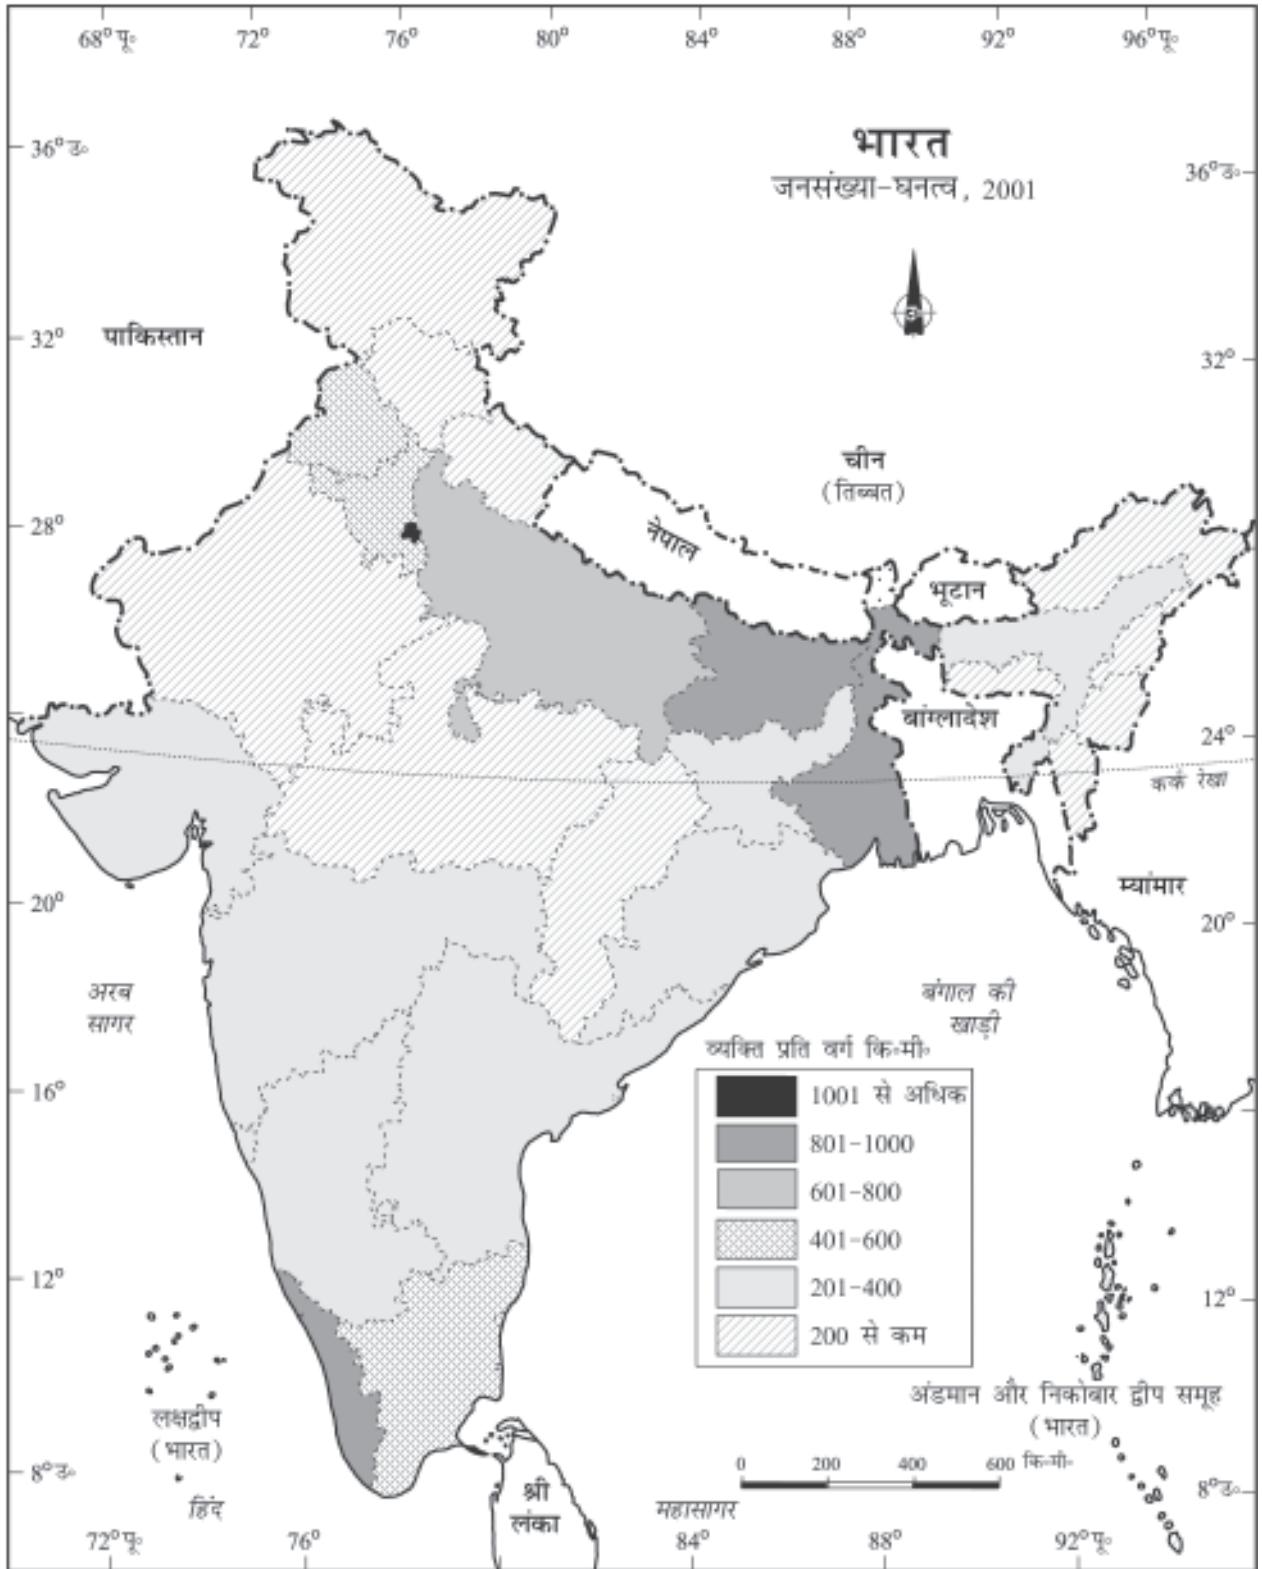 68°पू॰ 72° 76° 80° 84° 88° 92° 96°पू॰
36°उ॰
भारत
जनसंख्या-घनत्व, 2001
36°उ॰
पाकिस्तान
32°
32°
चीन
(तिब्बत)
28°
नेपाल
भूटान
बांग्लादेश
24°
कर्क रेखा
म्यांमार
20°
20°
अरब
सागर
बंगाल की
खाड़ी
व्यक्ति प्रति वर्ग कि॰मी॰
1001 से अधिक
801-1000
601-800
401-600
201-400
200 से कम
16°
12°
12°
लक्षद्वीप
(भारत)
अंडमान और निकोबार द्वीप समूह
(भारत)
0 200 400 600 कि॰मी॰
8°उ॰
8°उ॰
हिंद
श्री
लंका
महासागर
72°पू॰ 76° 84° 88° 92°पू॰